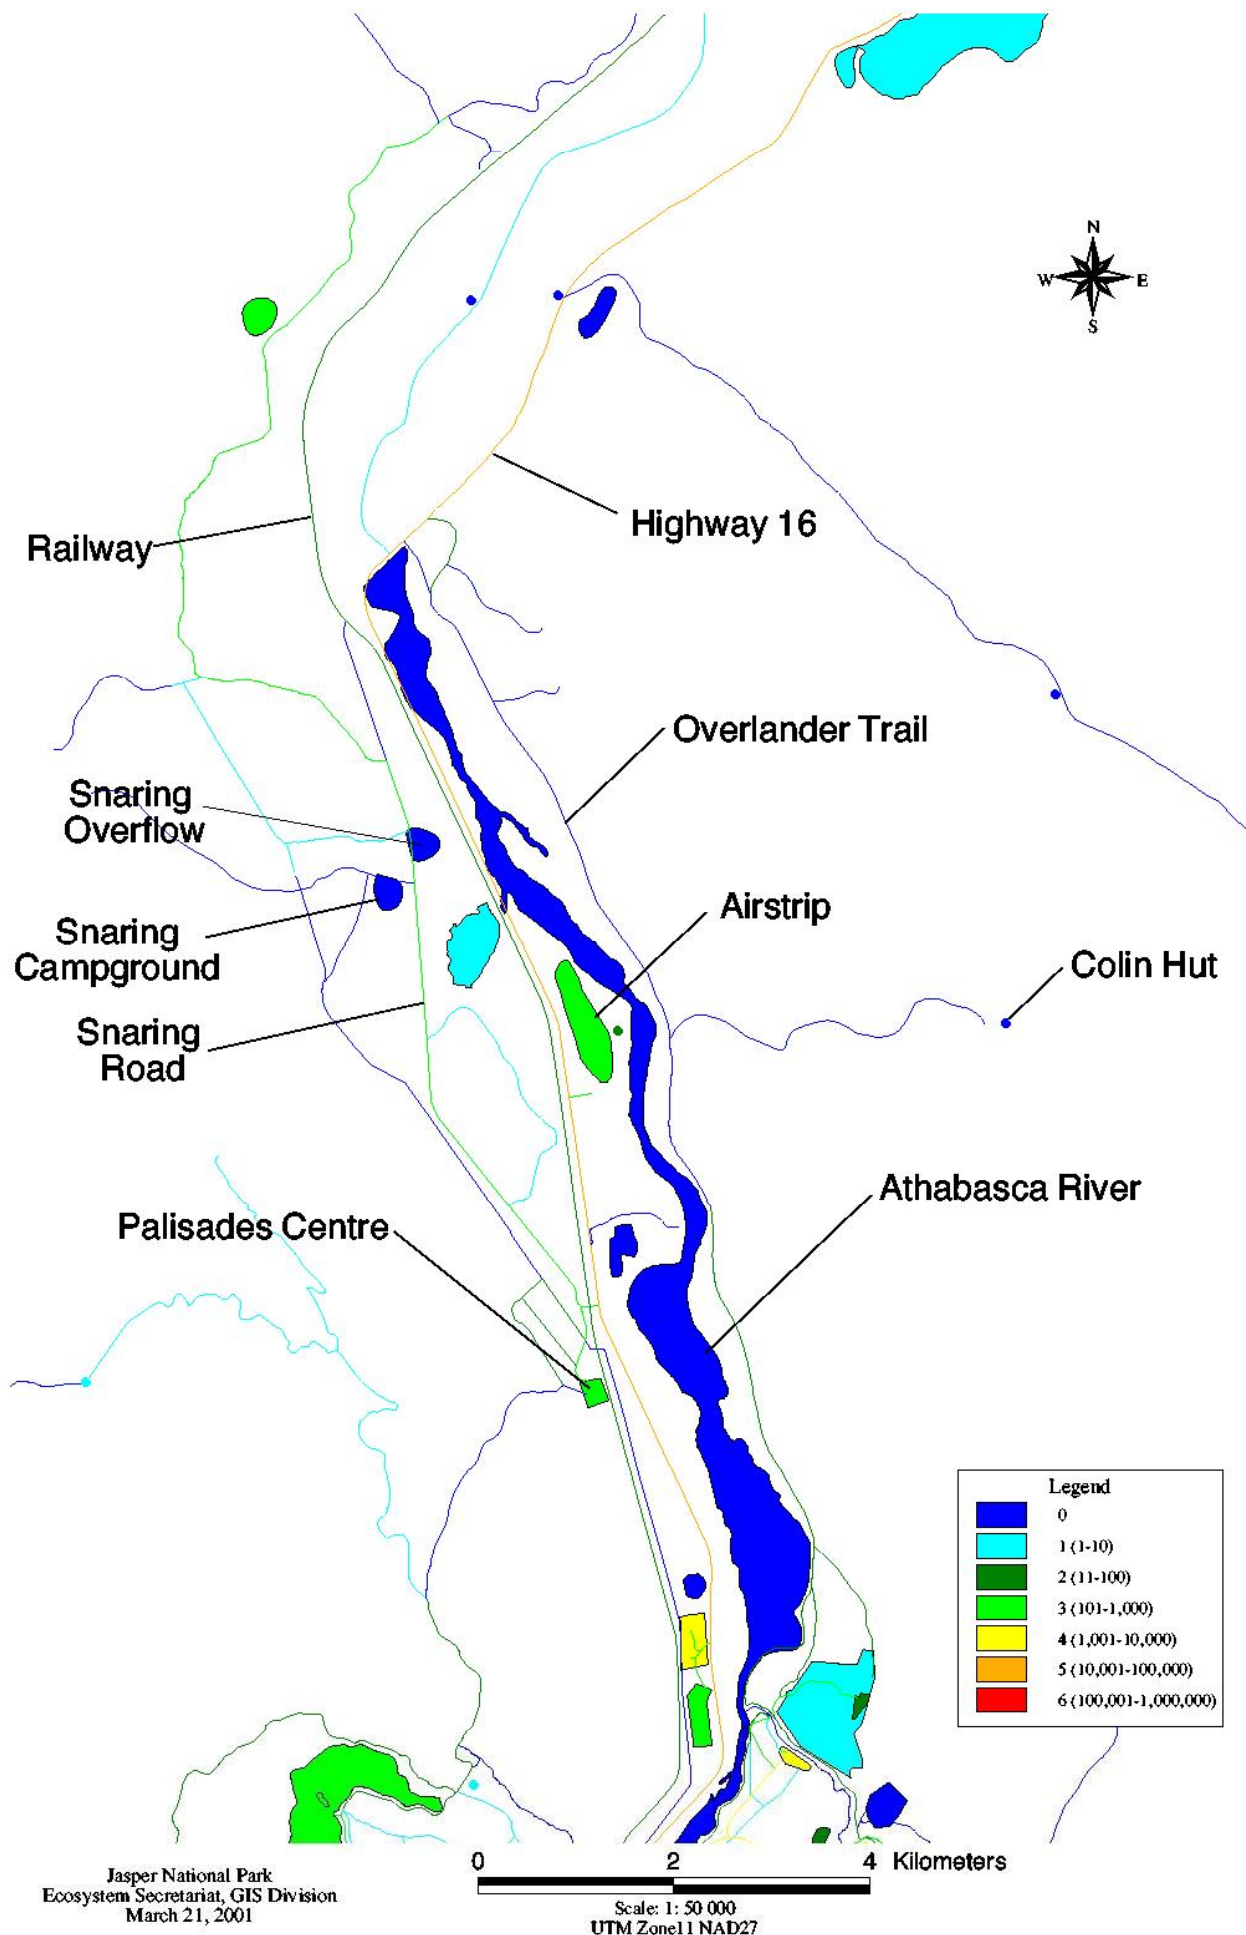 N
W E
S
Highway 16
Railway
Overlander Trail
Snaring
Overflow
Airstrip
Snaring
Campground
Colin Hut
Snaring
Road
Athabasca River
Palisades Centre
Legend
0
1 (1-10)
2 (11-100)
3 (101-1,000)
4 (1,001-10,000)
5 (10,001-100,000)
6 (100,001-1,000,000)
0 2 4 Kilometers
Scale: 1: 50 000
UTM Zone11 NAD27
Jasper National Park
Ecosystem Secretariat, GIS Division
March 21, 2001